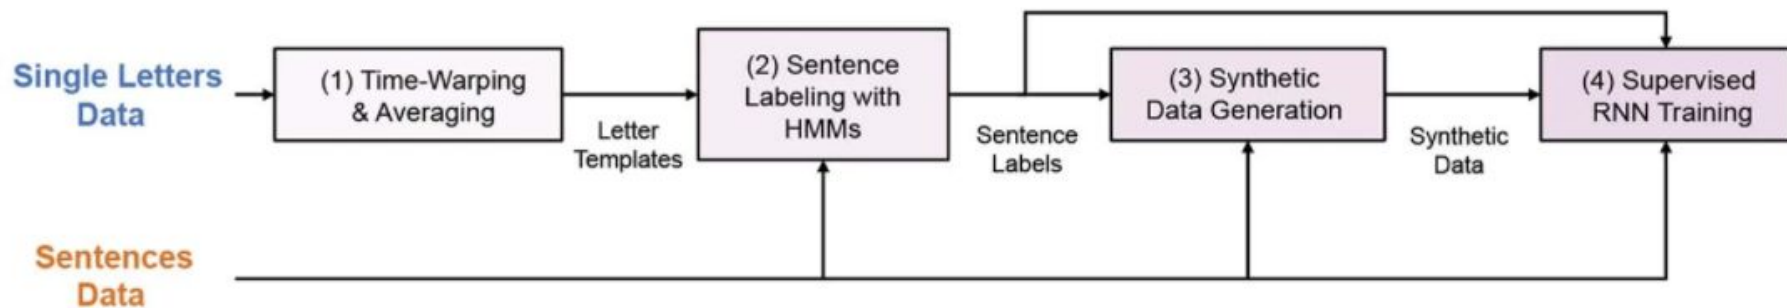 Single Letters
Data
(1) Time-Warping
& Averaging
Letter
Templates
(2) Sentence
Labeling with
HMMs
Sentence
Labels
(3) Synthetic
Data Generation
Synthetic
Data
(4) Supervised
RNN Training
Sentences
Data